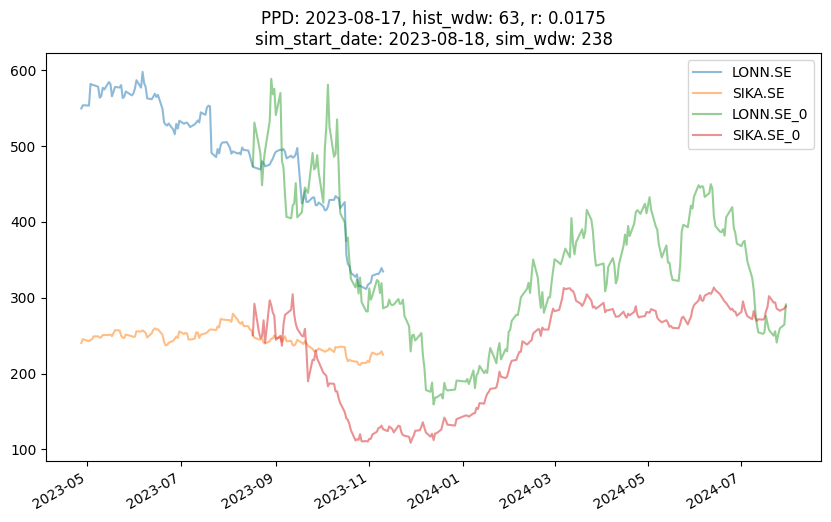 PPD: 2023-08-17, hist_wdw: 63, r: 0.0175
sim_start_date: 2023-08-18, sim_wdw: 238
LONN.SE
SIKA.SE
LONN.SE_0
SIKA.SE_0
600
500
400
300
200
100
2023-05
2023-07
2023-09
2023-11
2024-01
2024-03
2024-05
2024-07